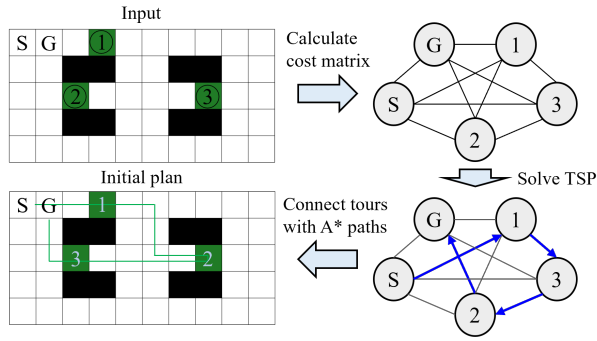 Input
S G 1
2 3
Calculate
cost matrix
G 1
S 3
2
Solve TSP
Initial plan
S G 1
3 2
Connect tours
with A* paths
G 1
S 3
2